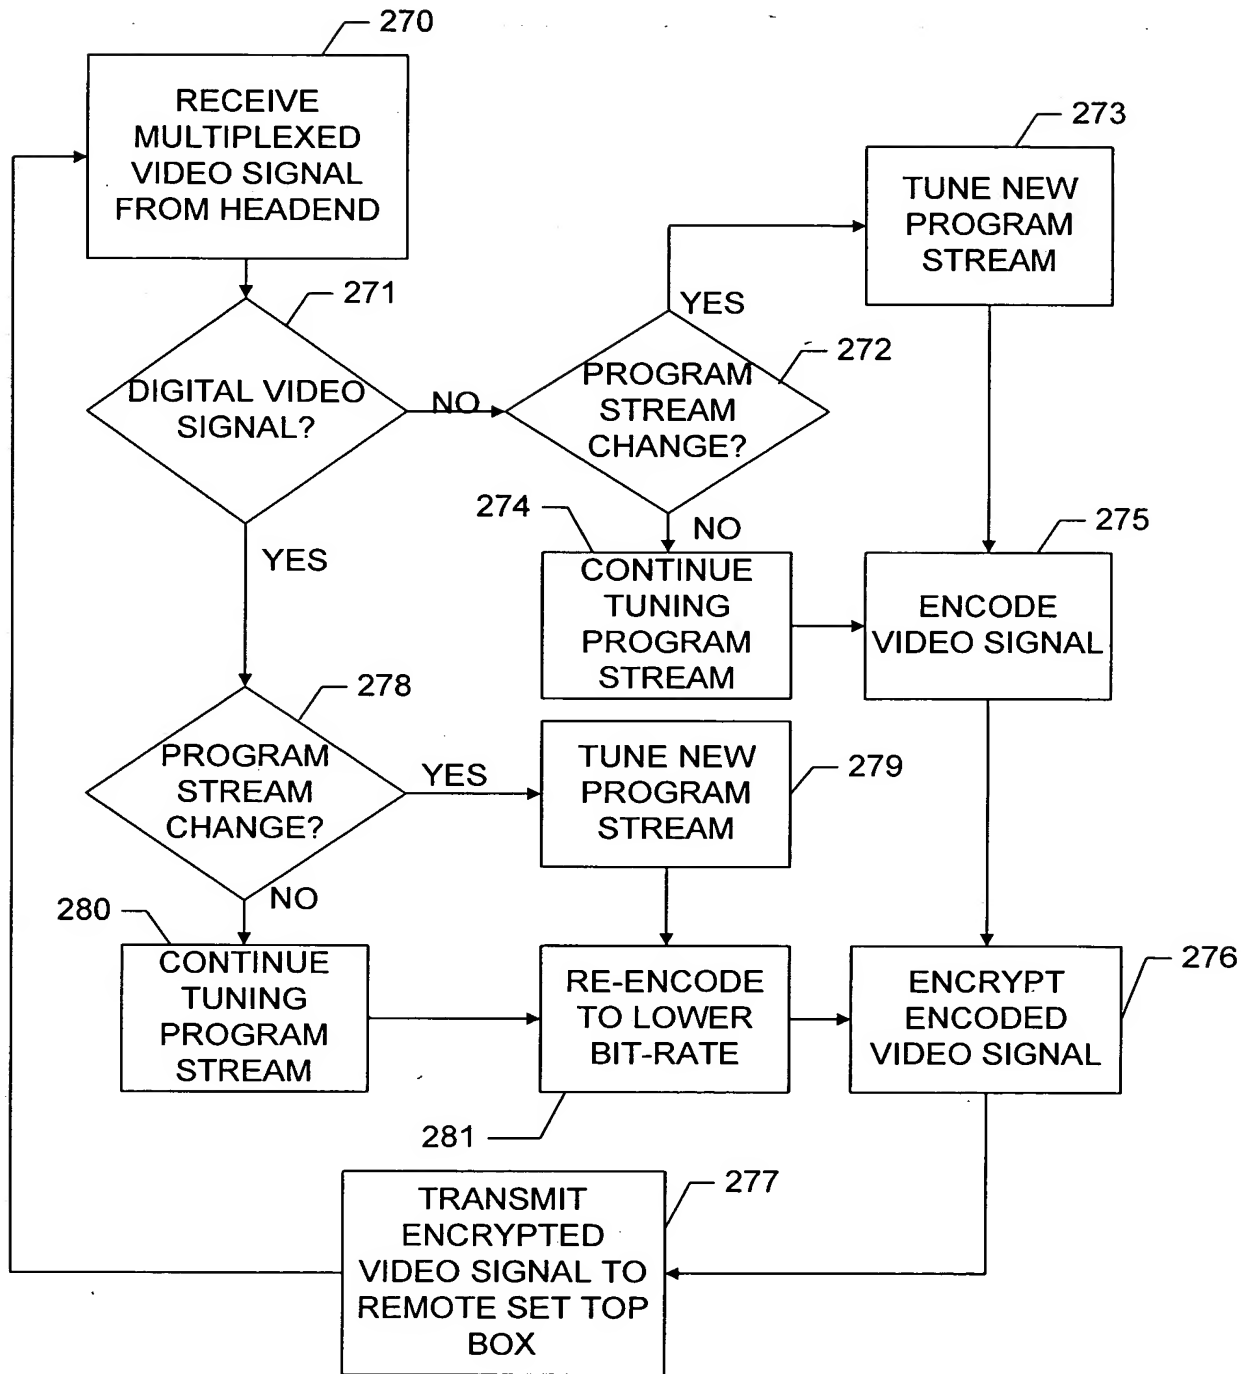 270
RECEIVE
MULTIPLEXED
VIDEO SIGNAL
FROM HEADEND
273
TUNE NEW
PROGRAM
STREAM
271
DIGITAL VIDEO
SIGNAL?
NO
YES
272
PROGRAM
STREAM
CHANGE?
YES
NO
274
CONTINUE
TUNING
PROGRAM
STREAM
275
ENCODE
VIDEO SIGNAL
278
PROGRAM
STREAM
CHANGE?
YES
TUNE NEW
PROGRAM
STREAM
279
NO
280
CONTINUE
TUNING
PROGRAM
STREAM
RE-ENCODE
TO LOWER
BIT-RATE
281
ENCRYPT
ENCODED
VIDEO SIGNAL
276
277
TRANSMIT
ENCRYPTED
VIDEO SIGNAL TO
REMOTE SET TOP
BOX